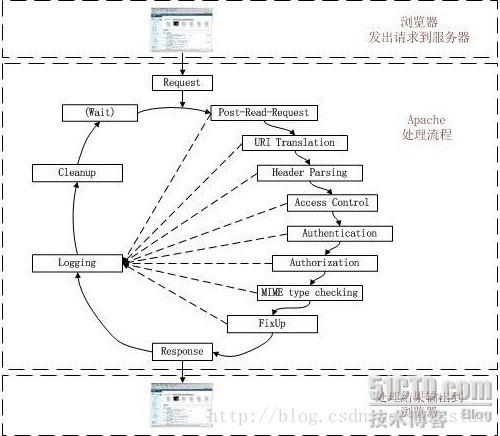 浏览器
发出请求到服务器
Request
(Wait)
Post-Read-Request
URI Translation
Apache
处理流程
Header Parsing
Cleanup
Access Control
Authentication
Logging
Authorization
MIME type checking
FixUp
Response
处理结果输出到
浏览器
51CTO.com
技术博客 Blog
http://blog.csdn